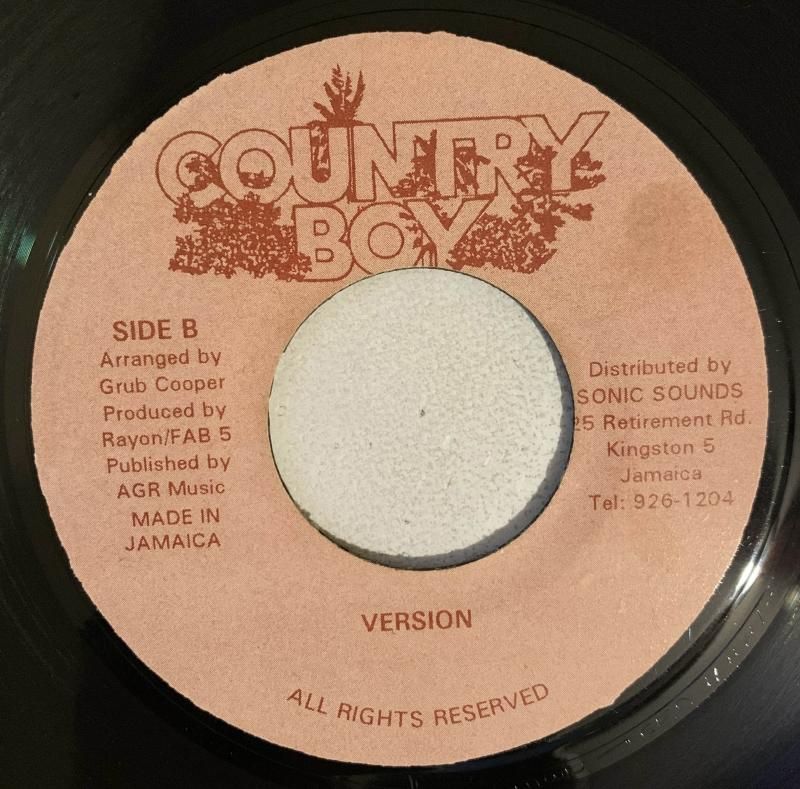 COUNTRY
BOY
SIDE B
Arranged by
Grub Cooper
Produced by
Rayon/FAB 5
Published by
AGR Music
MADE IN
JAMAICA
Distributed by
SONIC SOUNDS
25 Retirement Rd.
Kingston 5
Jamaica
Tel: 926-1204
VERSION
ALL RIGHTS RESERVED